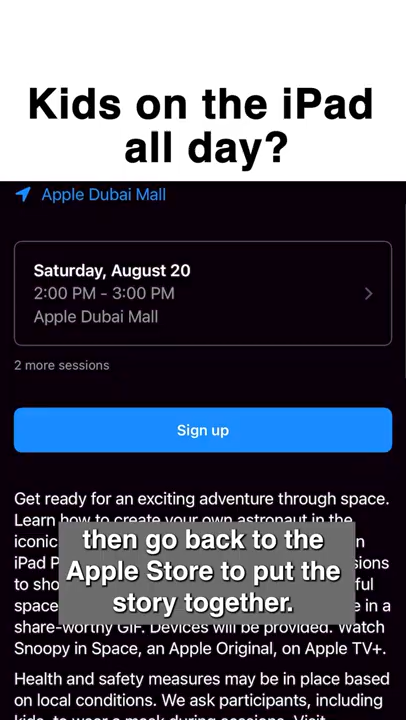 Kids on the iPad
all day?
Apple Dubai Mall
Saturday, August 20
2:00 PM - 3:00 PM
Apple Dubai Mall
2 more sessions
Sign up
Get ready for an exciting adventure through space.
Learn how to create your own astronaut in the
iconic
iPad P
to sho
space
share-worthy GIF. Devices will be provided. Watch
Snoopy in Space, an Apple Original, on Apple TV+.
then go back to the
Apple Store to put the
story together.
Health and safety measures may be in place based
on local conditions. We ask participants, including
kids, to wear a mask during sessions. Visit